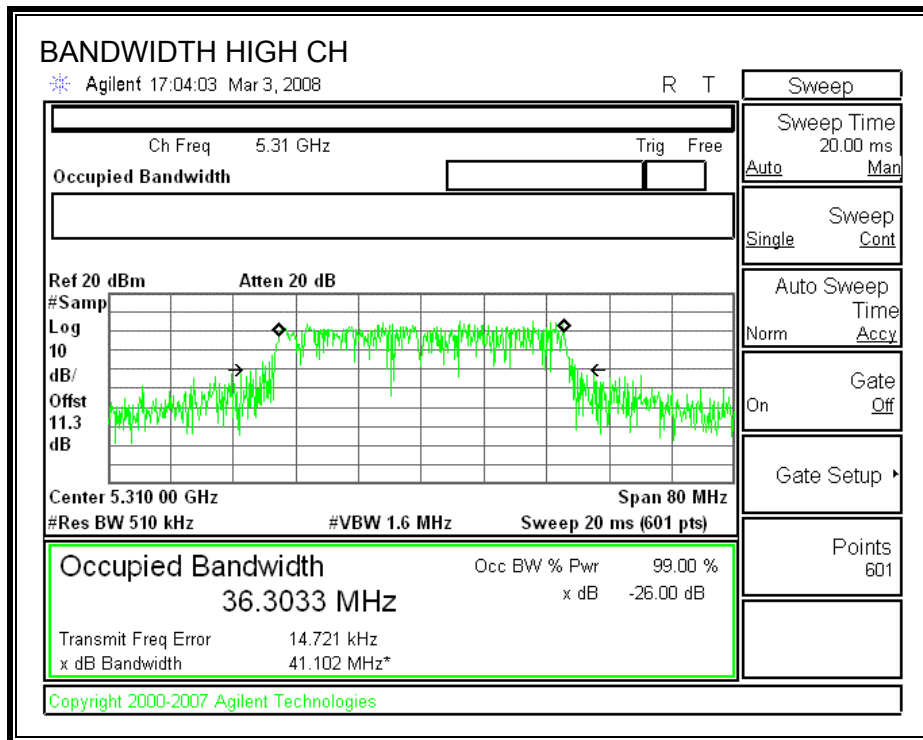 BANDWIDTH HIGH CH
Agilent 17:04:03 Mar 3, 2008 R T
Ch Freq 5.31 GHz Trig Free
Occupied Bandwidth
Ref 20 dBm Atten 20 dB
#Samp
Log
10
dB/
Offst
11.3
dB
Center 5.310 00 GHz Span 80 MHz
#Res BW 510 kHz #VBW 1.6 MHz Sweep 20 ms (601 pts)
Occupied Bandwidth Occ BW % Pwr 99.00 %
36.3033 MHz x dB -26.00 dB
Transmit Freq Error 14.721 kHz
x dB Bandwidth 41.102 MHz*
Copyright 2000-2007 Agilent Technologies
Sweep
Sweep Time
20.00 ms
Auto Man
Sweep
Single Cont
Auto Sweep
Time
Norm Accy
Gate
On Off
Gate Setup
Points
601